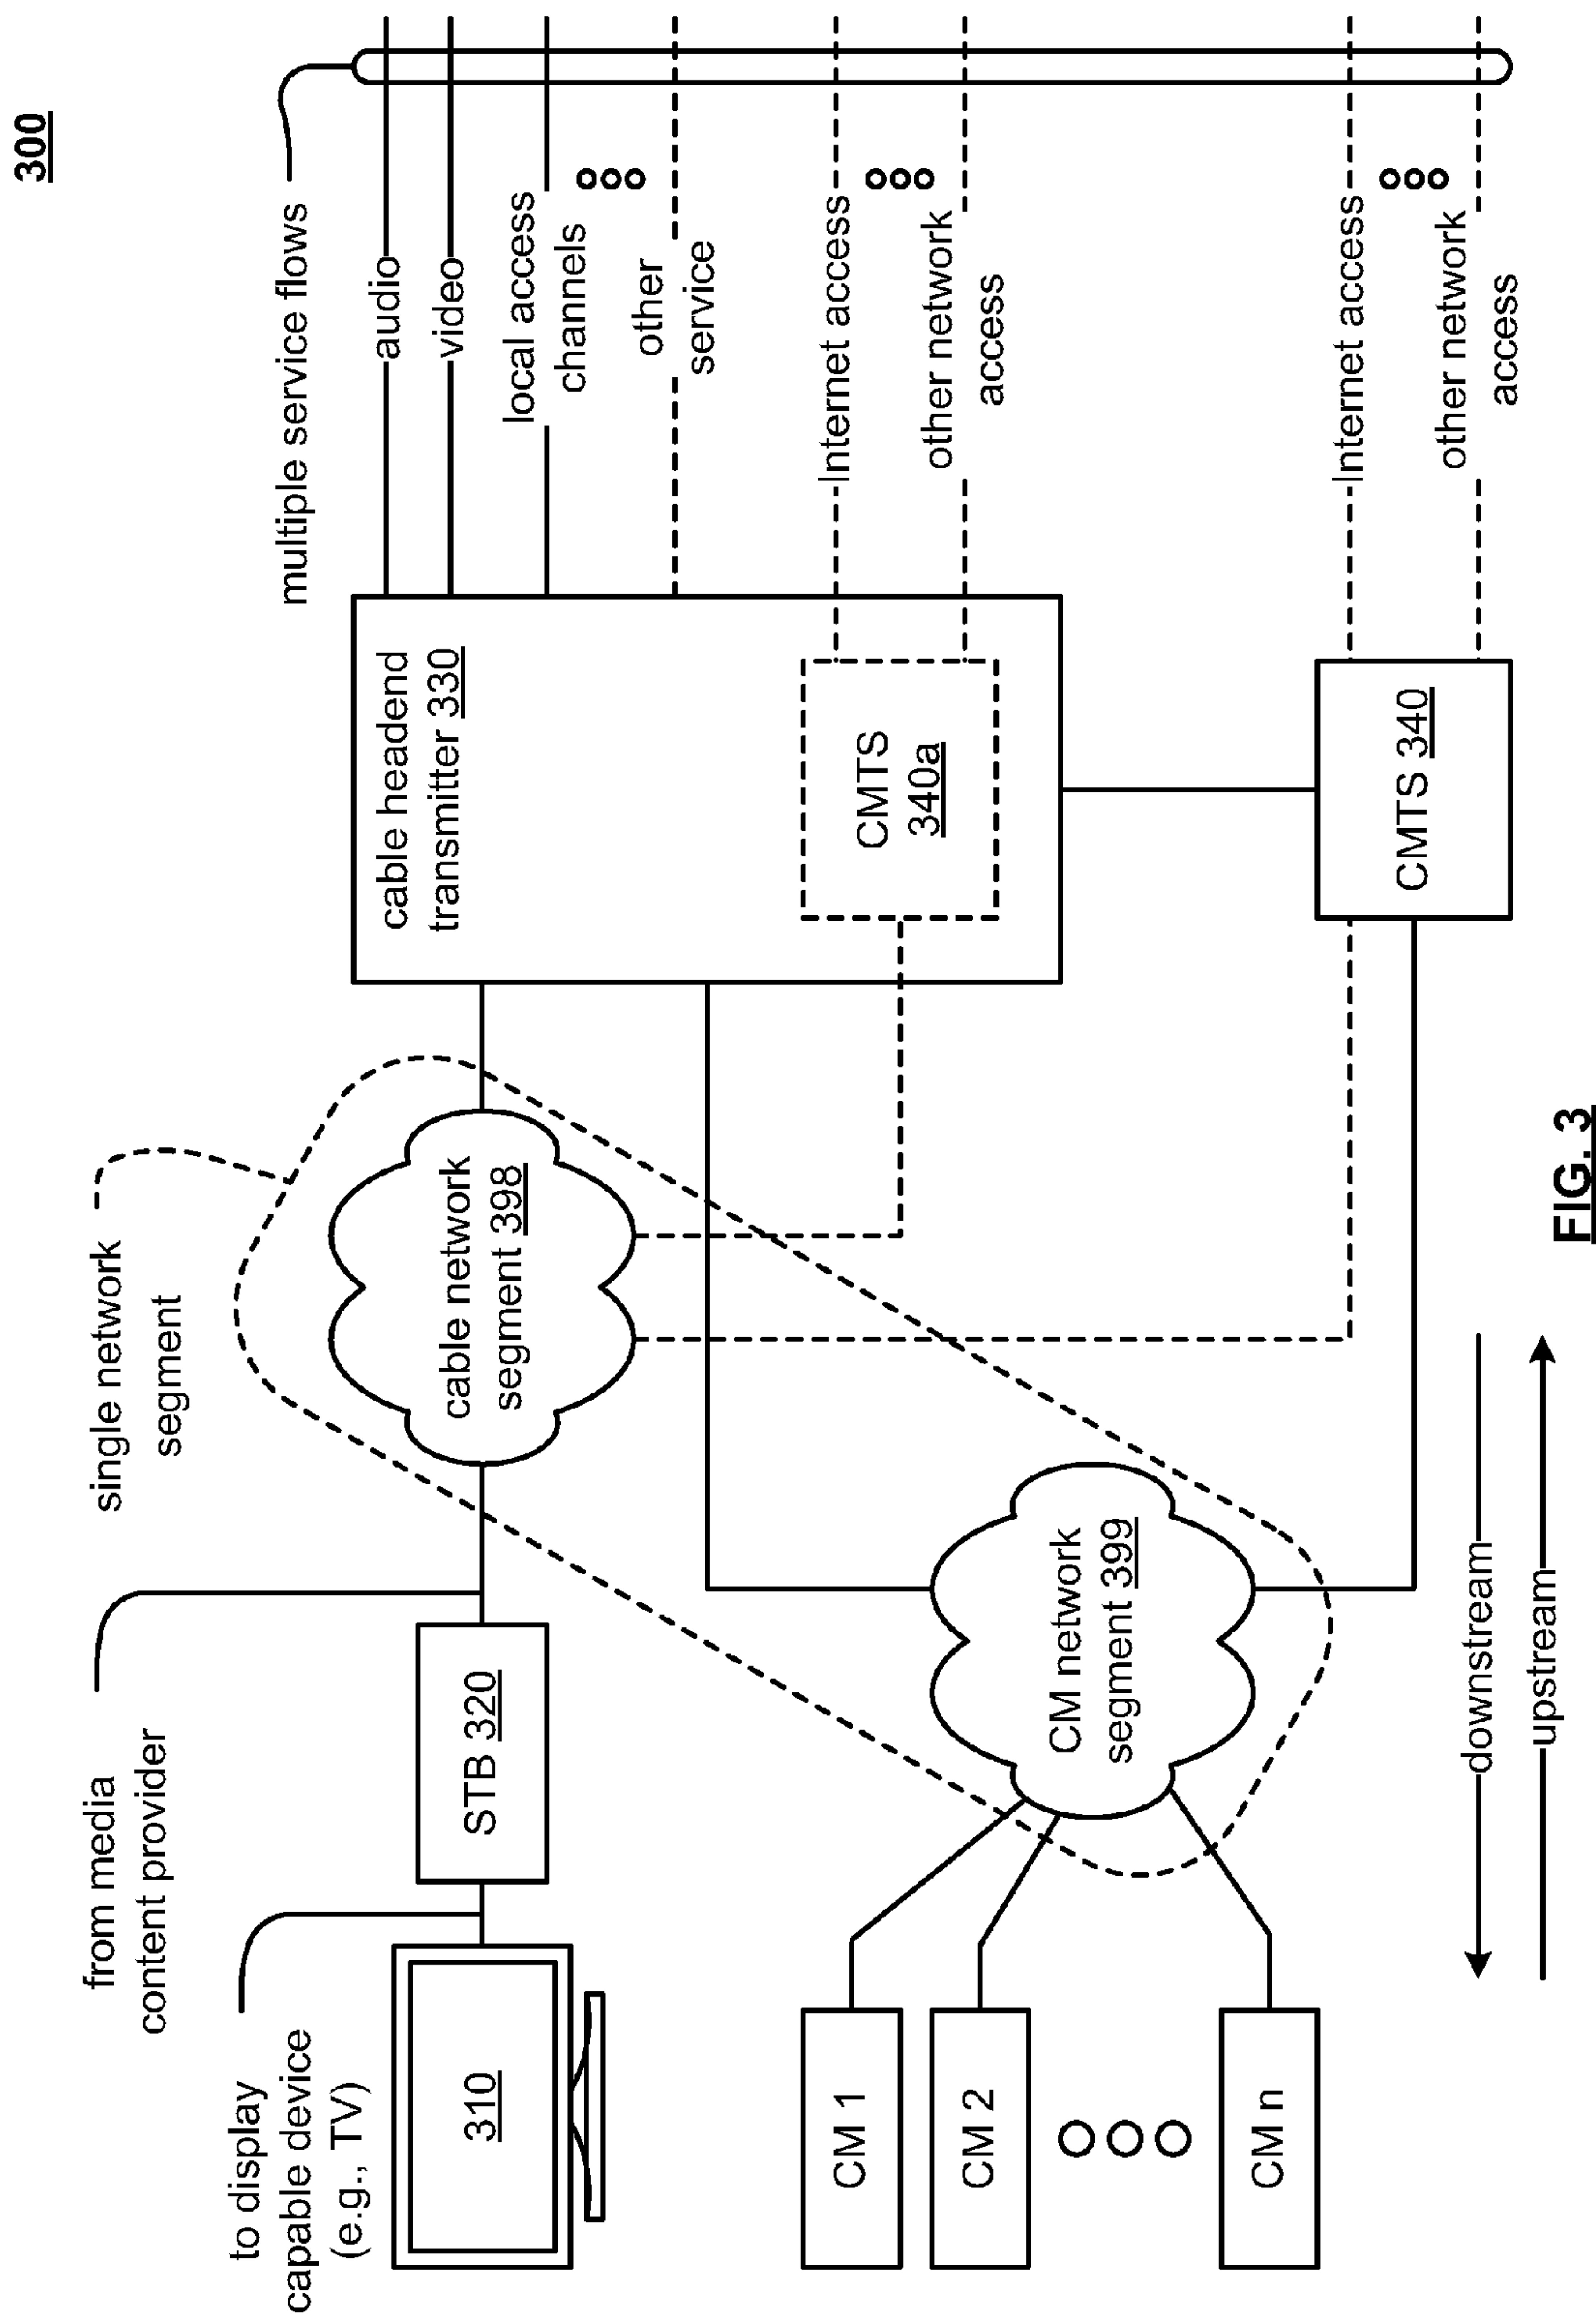 300
multiple service flows
audio
video
local access
channels
other
service
Internet access
other network
access
Internet access
other network
access
cable headend
transmitter 330
CMTS
340a
CMTS 340
single network
segment
cable network
segment 398
CM network
segment 399
from media
content provider
STB 320
to display
capable device
(e.g., TV)
310
CM 1
CM 2
CM n
downstream
upstream
FIG. 3